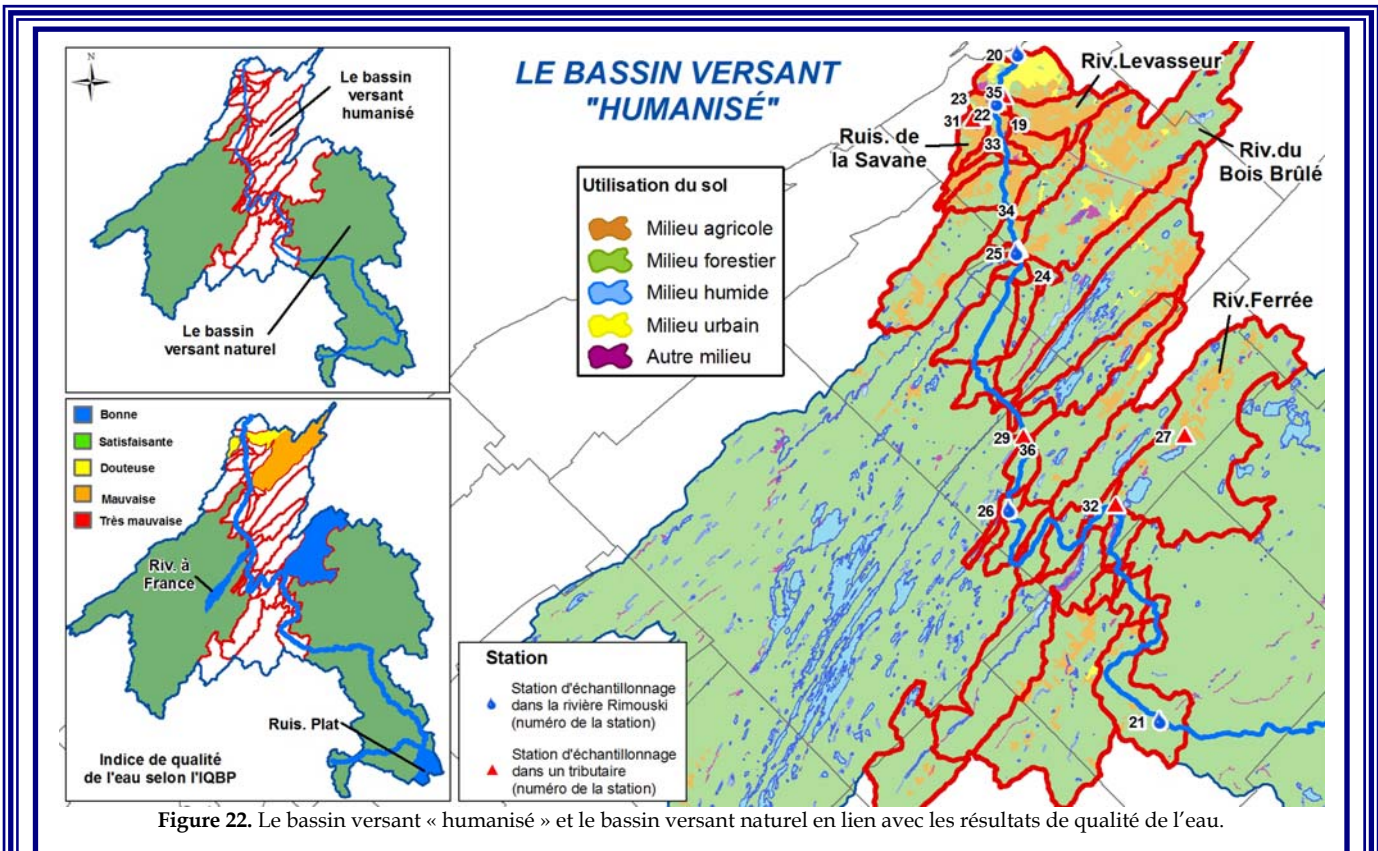 N
Le bassin
versant
humanisé
Le bassin
versant naturel
Bonne
Satisfaisante
Douteuse
Mauvaise
Très mauvaise
Riv. à
France
Ruis. Plat
Indice de qualité
de l'eau selon l'IQBP
LE BASSIN VERSANT
"HUMANISÉ"
Utilisation du sol
Milieu agricole
Milieu forestier
Milieu humide
Milieu urbain
Autre milieu
Station
Station d'échantillonnage
dans la rivière Rimouski
(numéro de la station)
Station d'échantillonnage
dans un tributaire
(numéro de la station)
20
Riv.Levasseur
35
23
22
31
19
33
Ruis. de
la Savane
Riv.du
Bois Brûlé
34
25
24
Riv.Ferrée
29
36
27
26
32
21
Figure 22. Le bassin versant « humanisé » et le bassin versant naturel en lien avec les résultats de qualité de l'eau.